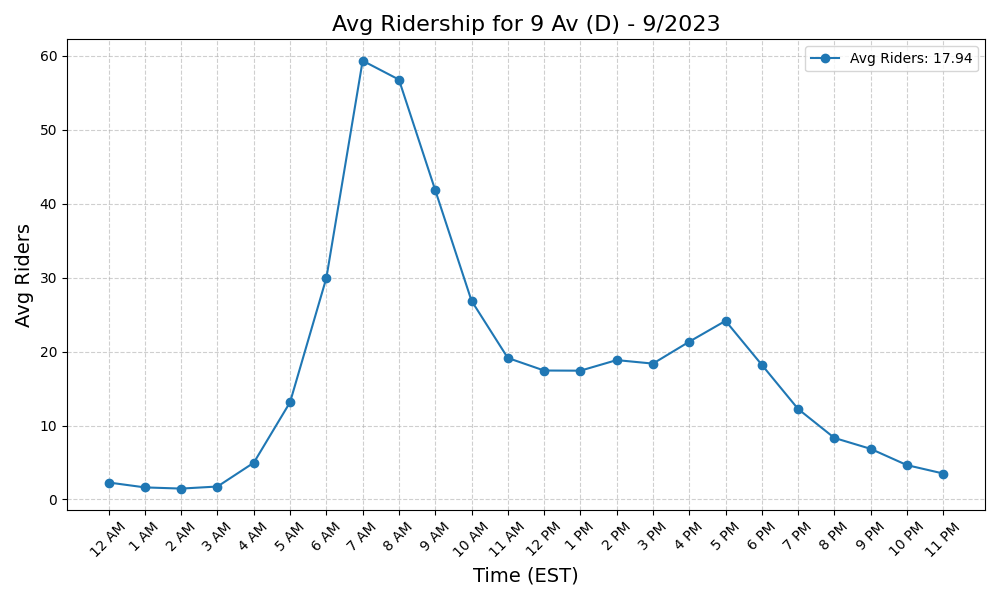 Avg Ridership for 9 Av (D) - 9/2023
Avg Riders: 17.94
60
50
40
30
20
10
0
Avg Riders
12 AM
1 AM
2 AM
3 AM
4 AM
5 AM
6 AM
7 AM
8 AM
9 AM
10 AM
11 AM
12 PM
1 PM
2 PM
3 PM
4 PM
5 PM
6 PM
7 PM
8 PM
9 PM
10 PM
11 PM
Time (EST)